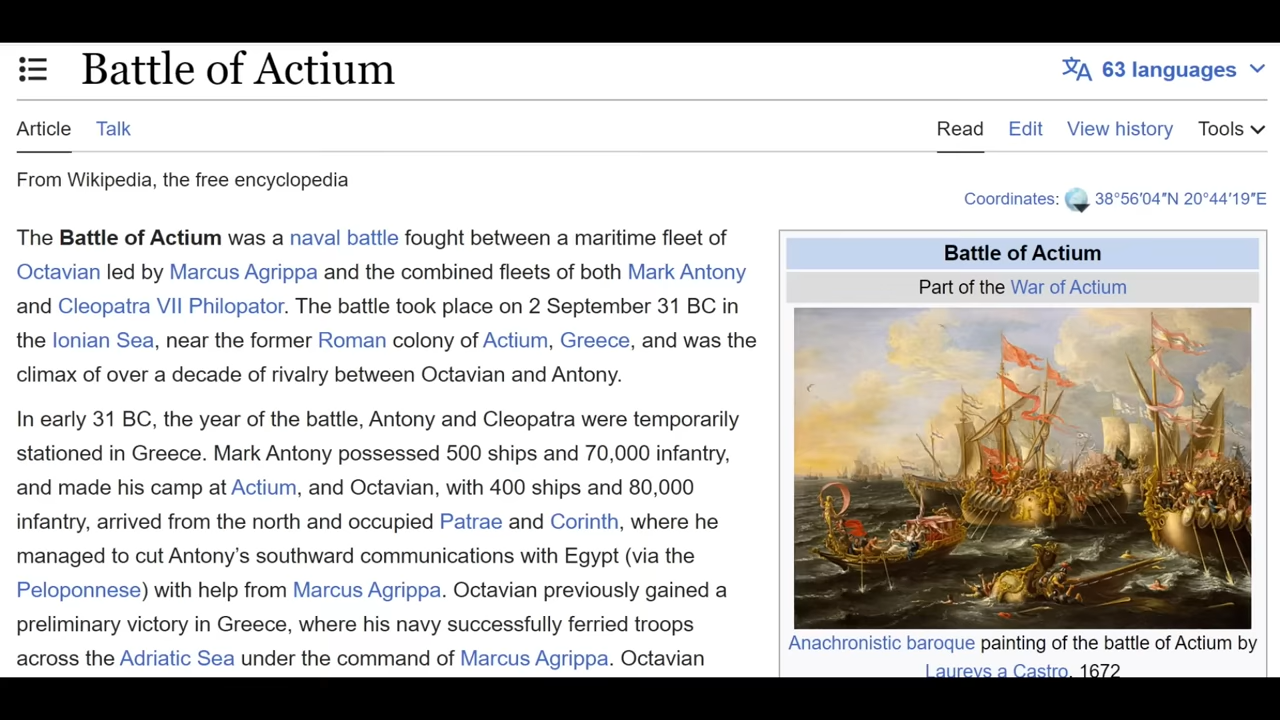 Battle of Actium
63 languages
Article Talk
Read Edit View history Tools
From Wikipedia, the free encyclopedia
Coordinates: 38°56′04″N 20°44′19″E
The Battle of Actium was a naval battle fought between a maritime fleet of
Octavian led by Marcus Agrippa and the combined fleets of both Mark Antony
and Cleopatra VII Philopator. The battle took place on 2 September 31 BC in
the Ionian Sea, near the former Roman colony of Actium, Greece, and was the
climax of over a decade of rivalry between Octavian and Antony.
In early 31 BC, the year of the battle, Antony and Cleopatra were temporarily
stationed in Greece. Mark Antony possessed 500 ships and 70,000 infantry,
and made his camp at Actium, and Octavian, with 400 ships and 80,000
infantry, arrived from the north and occupied Patrae and Corinth, where he
managed to cut Antony’s southward communications with Egypt (via the
Peloponnese) with help from Marcus Agrippa. Octavian previously gained a
preliminary victory in Greece, where his navy successfully ferried troops
across the Adriatic Sea under the command of Marcus Agrippa. Octavian
Battle of Actium
Part of the War of Actium
Anachronistic baroque painting of the battle of Actium by
Laureys a Castro, 1672